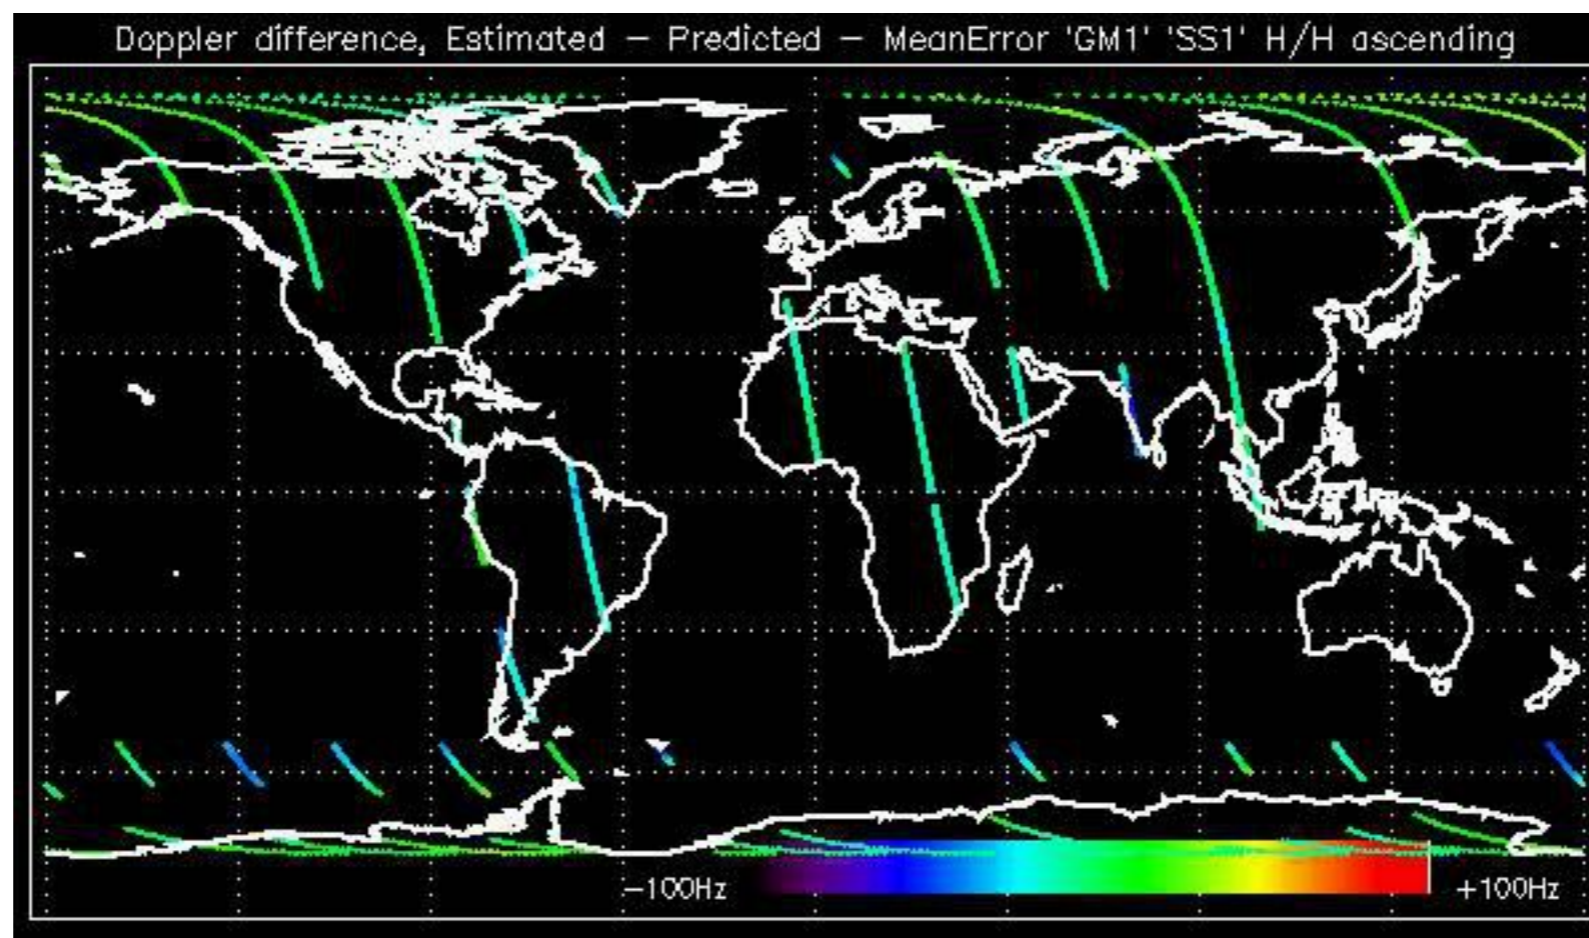 Doppler difference, Estimated – Predicted – MeanError 'GM1' 'SS1' H/H ascending
−100Hz
+100Hz